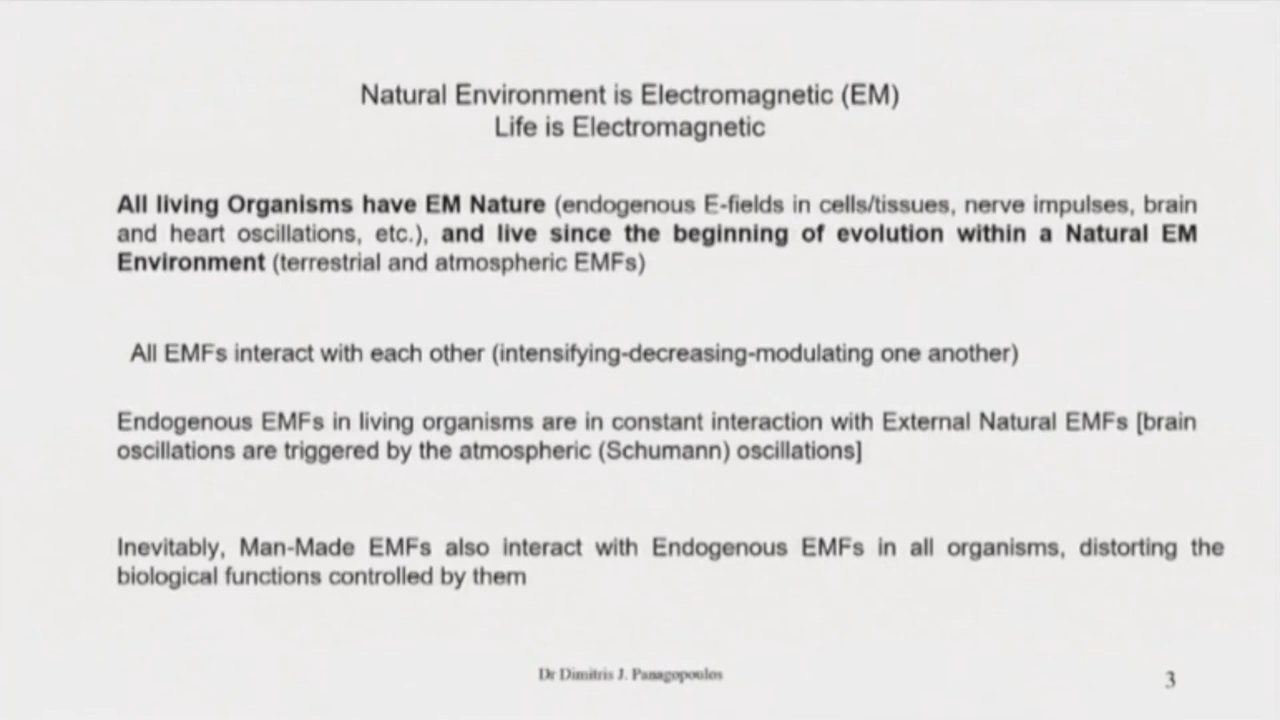 Natural Environment is Electromagnetic (EM)
Life is Electromagnetic
All living Organisms have EM Nature (endogenous E-fields in cells/tissues, nerve impulses, brain
and heart oscillations, etc.), and live since the beginning of evolution within a Natural EM
Environment (terrestrial and atmospheric EMFs)
All EMFs interact with each other (intensifying-decreasing-modulating one another)
Endogenous EMFs in living organisms are in constant interaction with External Natural EMFs [brain
oscillations are triggered by the atmospheric (Schumann) oscillations]
Inevitably, Man-Made EMFs also interact with Endogenous EMFs in all organisms, distorting the
biological functions controlled by them
Dr Dimitris J. Panagopoulos
3